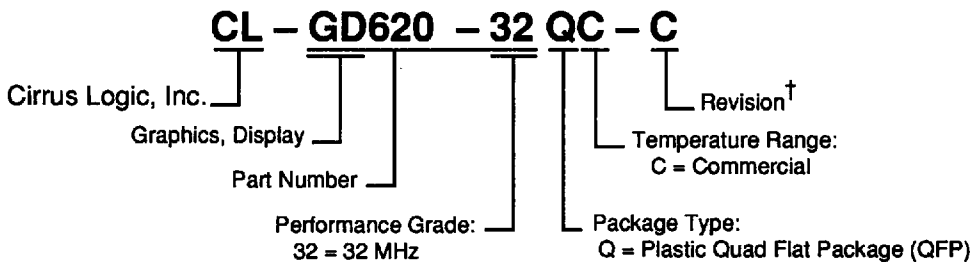 CL – GD620 – 32 QC – C
Cirrus Logic, Inc.
Revision†
Graphics, Display
Temperature Range:
C = Commercial
Part Number
Performance Grade:
32 = 32 MHz
Package Type:
Q = Plastic Quad Flat Package (QFP)